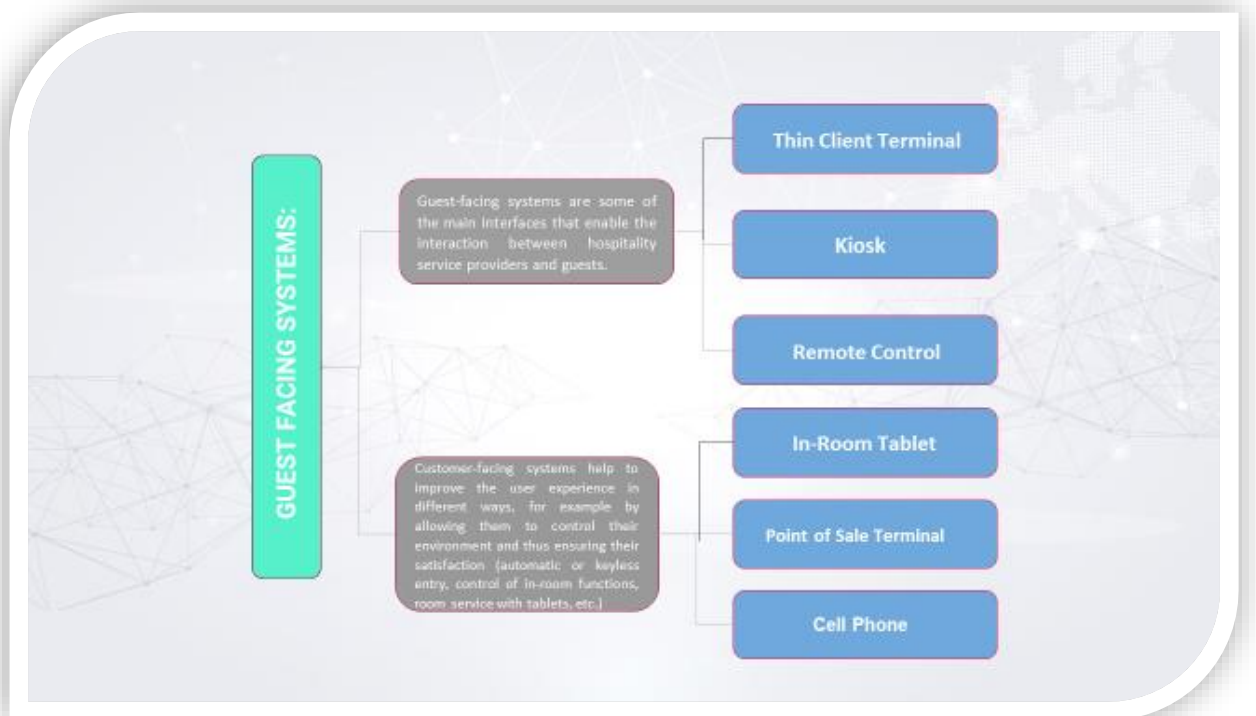 GUEST FACING SYSTEMS:
Guest-facing systems are some of
the main interfaces that enable the
interaction between hospitality
service providers and guests.
Customer-facing systems help to
improve the user experience in
different ways, for example by
allowing them to control their
environment and thus ensuring their
satisfaction (automatic or keyless
entry, control of in-room functions,
room service with tablets, etc.)
Thin Client Terminal
Kiosk
Remote Control
In-Room Tablet
Point of Sale Terminal
Cell Phone